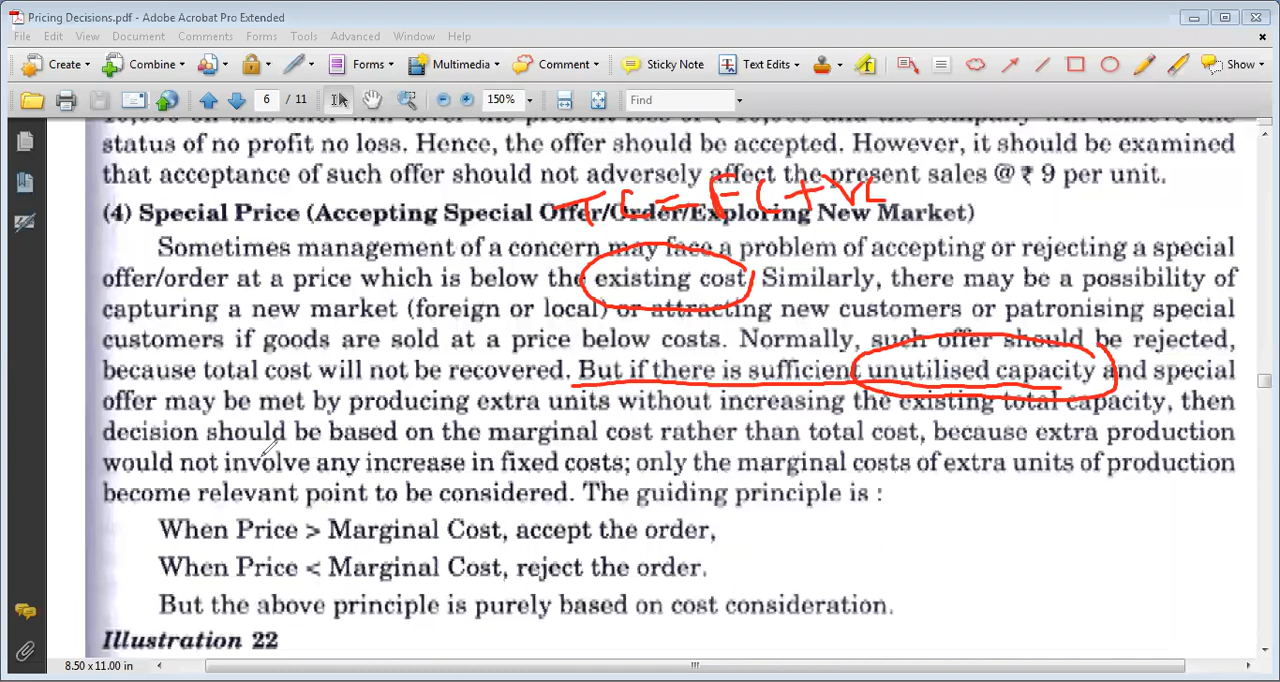 Pricing Decisions.pdf - Adobe Acrobat Pro Extended
File Edit View Document Comments Forms Tools Advanced Window Help
Create Combine Forms Multimedia Comment Sticky Note Text Edits Show
6 / 11 150% Find
status of no profit no loss. Hence, the offer should be accepted. However, it should be examined
that acceptance of such offer should not adversely affect the present sales @ ₹ 9 per unit.
TC = FC + VC
(4) Special Price (Accepting Special Offer/Order/Exploring New Market)
Sometimes management of a concern may face a problem of accepting or rejecting a special
offer/order at a price which is below the existing cost. Similarly, there may be a possibility of
capturing a new market (foreign or local) or attracting new customers or patronising special
customers if goods are sold at a price below costs. Normally, such offer should be rejected,
because total cost will not be recovered. But if there is sufficient unutilised capacity and special
offer may be met by producing extra units without increasing the existing total capacity, then
decision should be based on the marginal cost rather than total cost, because extra production
would not involve any increase in fixed costs; only the marginal costs of extra units of production
become relevant point to be considered. The guiding principle is :
When Price > Marginal Cost, accept the order,
When Price < Marginal Cost, reject the order.
But the above principle is purely based on cost consideration.
Illustration 22
8.50 x 11.00 in